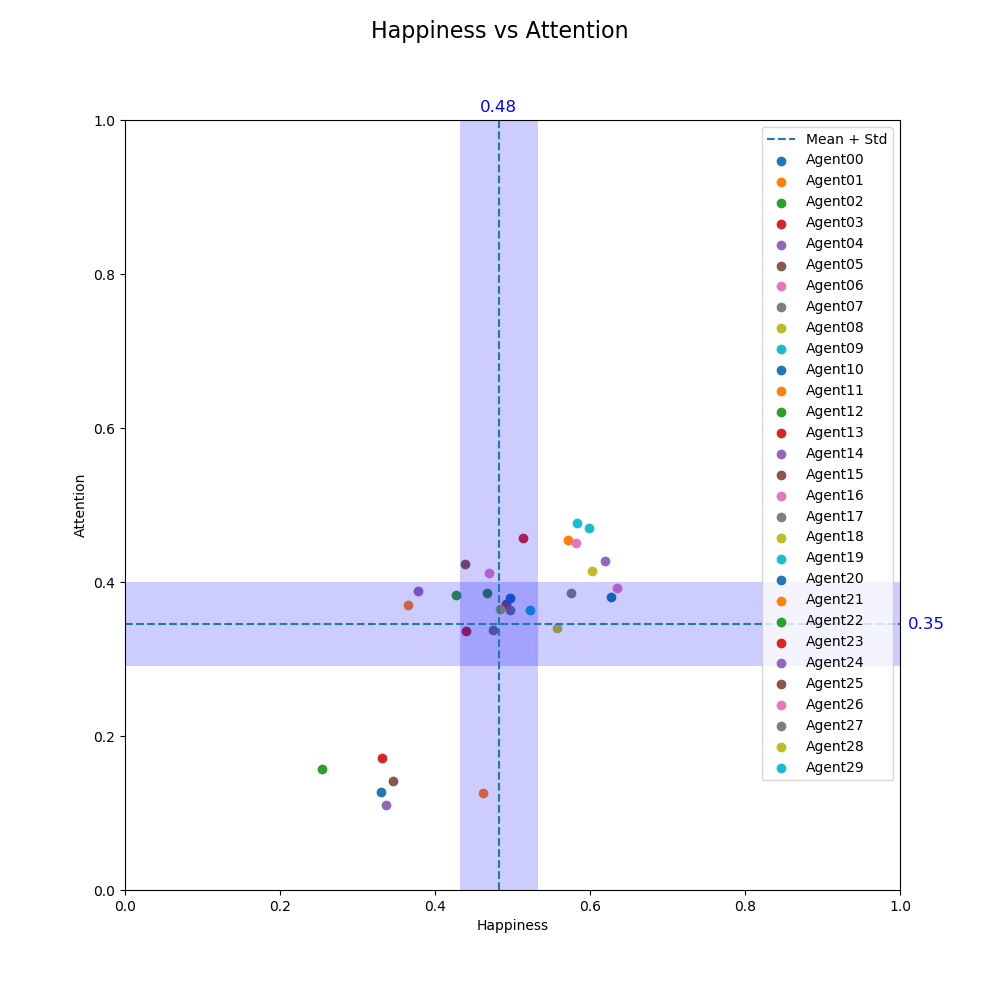 Happiness vs Attention
0.48
1.0
0.8
0.6
0.4
0.2
0.0
Attention
0.35
Mean + Std
Agent00
Agent01
Agent02
Agent03
Agent04
Agent05
Agent06
Agent07
Agent08
Agent09
Agent10
Agent11
Agent12
Agent13
Agent14
Agent15
Agent16
Agent17
Agent18
Agent19
Agent20
Agent21
Agent22
Agent23
Agent24
Agent25
Agent26
Agent27
Agent28
Agent29
0.0 0.2 0.4 0.6 0.8 1.0
Happiness